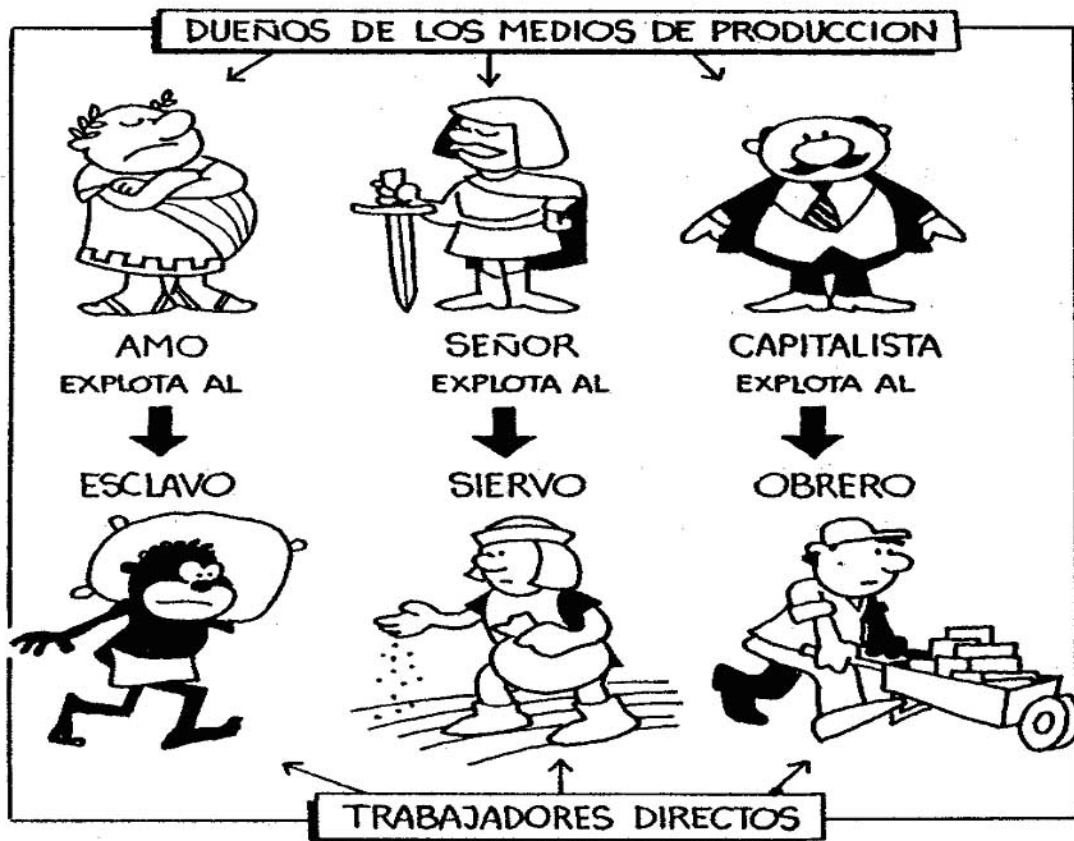 DUEÑOS DE LOS MEDIOS DE PRODUCCION
AMO
EXPLOTA AL
ESCLAVO
SEÑOR
EXPLOTA AL
SIERVO
CAPITALISTA
EXPLOTA AL
OBRERO
TRABAJADORES DIRECTOS